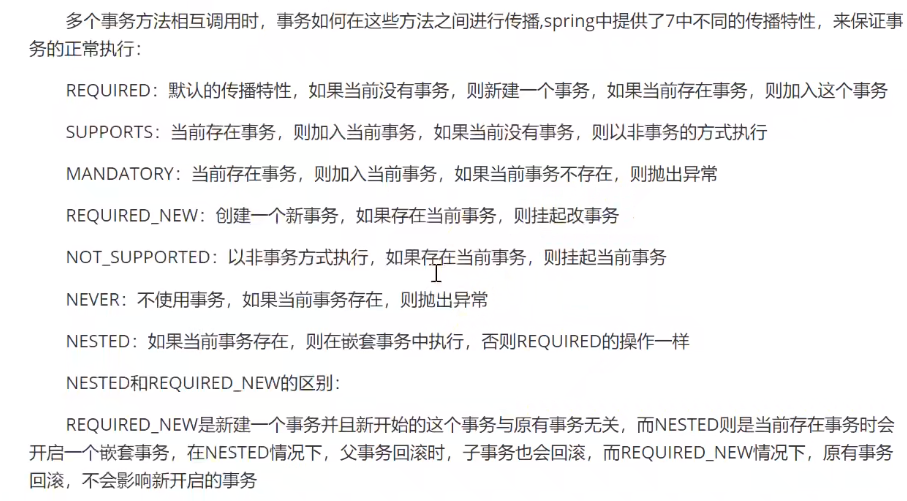 多个事务方法相互调用时，事务如何在这些方法之间进行传播,spring中提供了7中不同的传播特性，来保证事
务的正常执行：
REQUIRED：默认的传播特性，如果当前没有事务，则新建一个事务，如果当前存在事务，则加入这个事务
SUPPORTS：当前存在事务，则加入当前事务，如果当前没有事务，则以非事务的方式执行
MANDATORY：当前存在事务，则加入当前事务，如果当前事务不存在，则抛出异常
REQUIRED_NEW：创建一个新事务，如果存在当前事务，则挂起改事务
NOT_SUPPORTED：以非事务方式执行，如果存在当前事务，则挂起当前事务
NEVER：不使用事务，如果当前事务存在，则抛出异常
NESTED：如果当前事务存在，则在嵌套事务中执行，否则REQUIRED的操作一样
NESTED和REQUIRED_NEW的区别：
REQUIRED_NEW是新建一个事务并且新开始的这个事务与原有事务无关，而NESTED则是当前存在事务时会
开启一个嵌套事务，在NESTED情况下，父事务回滚时，子事务也会回滚，而REQUIRED_NEW情况下，原有事务
回滚，不会影响新开启的事务